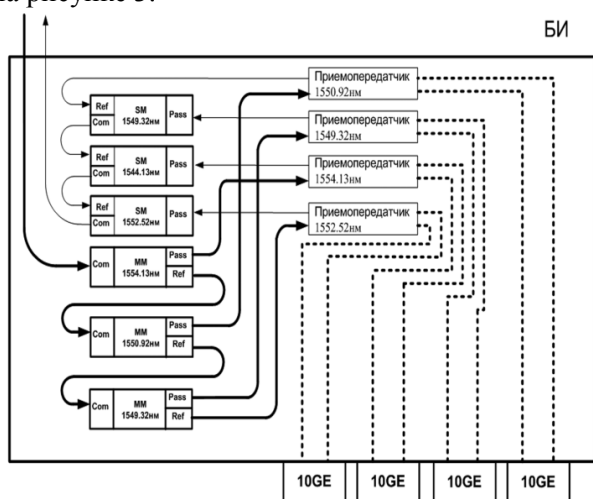 на рисунке 3.
БИ
Приемопередатчик
1550.92нм
Ref
SM
Pass
Com
1549.32нм
Приемопередатчик
1549.32нм
Ref
SM
Pass
Com
1544.13нм
Приемопередатчик
1554.13нм
Ref
SM
Pass
Com
1552.52нм
Приемопередатчик
1552.52нм
Com
MM
1554.13нм
Pass
Ref
Com
MM
1550.92нм
Pass
Ref
Com
MM
1549.32нм
Pass
Ref
10GE
10GE
10GE
10GE